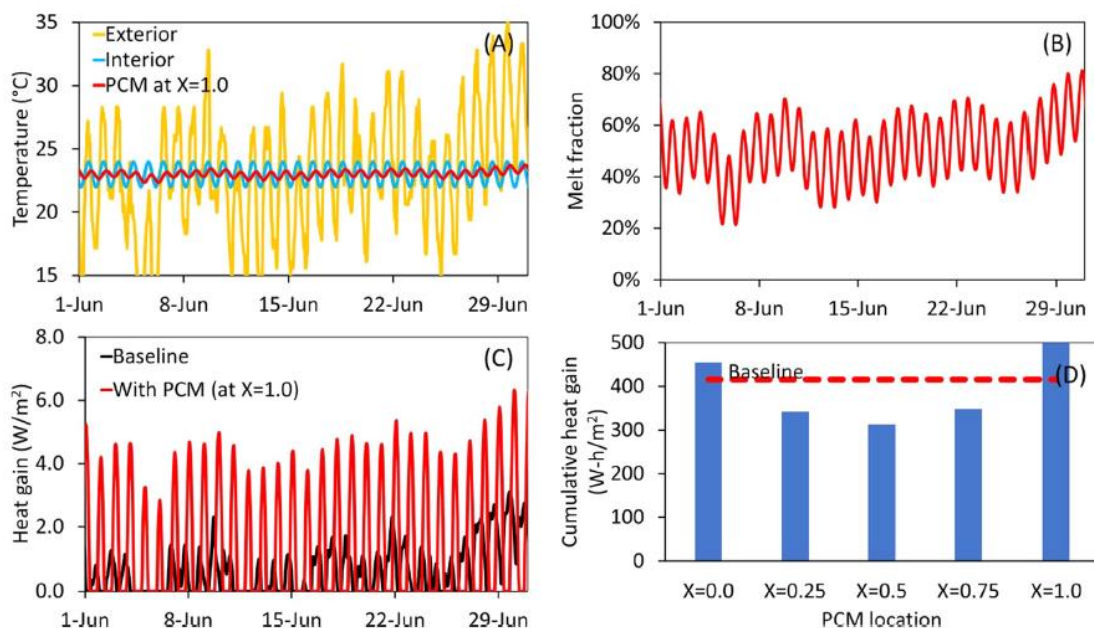 35
30
25
20
15
Temperature (°C)
Exterior
Interior
PCM at X=1.0
(A)
1-Jun 8-Jun 15-Jun 22-Jun 29-Jun
100%
80%
60%
40%
20%
0%
Melt fraction
(B)
1-Jun 8-Jun 15-Jun 22-Jun 29-Jun
8.0
6.0
4.0
2.0
0.0
Heat gain (W/m²)
Baseline
With PCM (at X=1.0)
(C)
1-Jun 8-Jun 15-Jun 22-Jun 29-Jun
500
400
300
200
100
0
Cumulative heat gain
(W-h/m²)
Baseline
(D)
X=0.0 X=0.25 X=0.5 X=0.75 X=1.0
PCM location